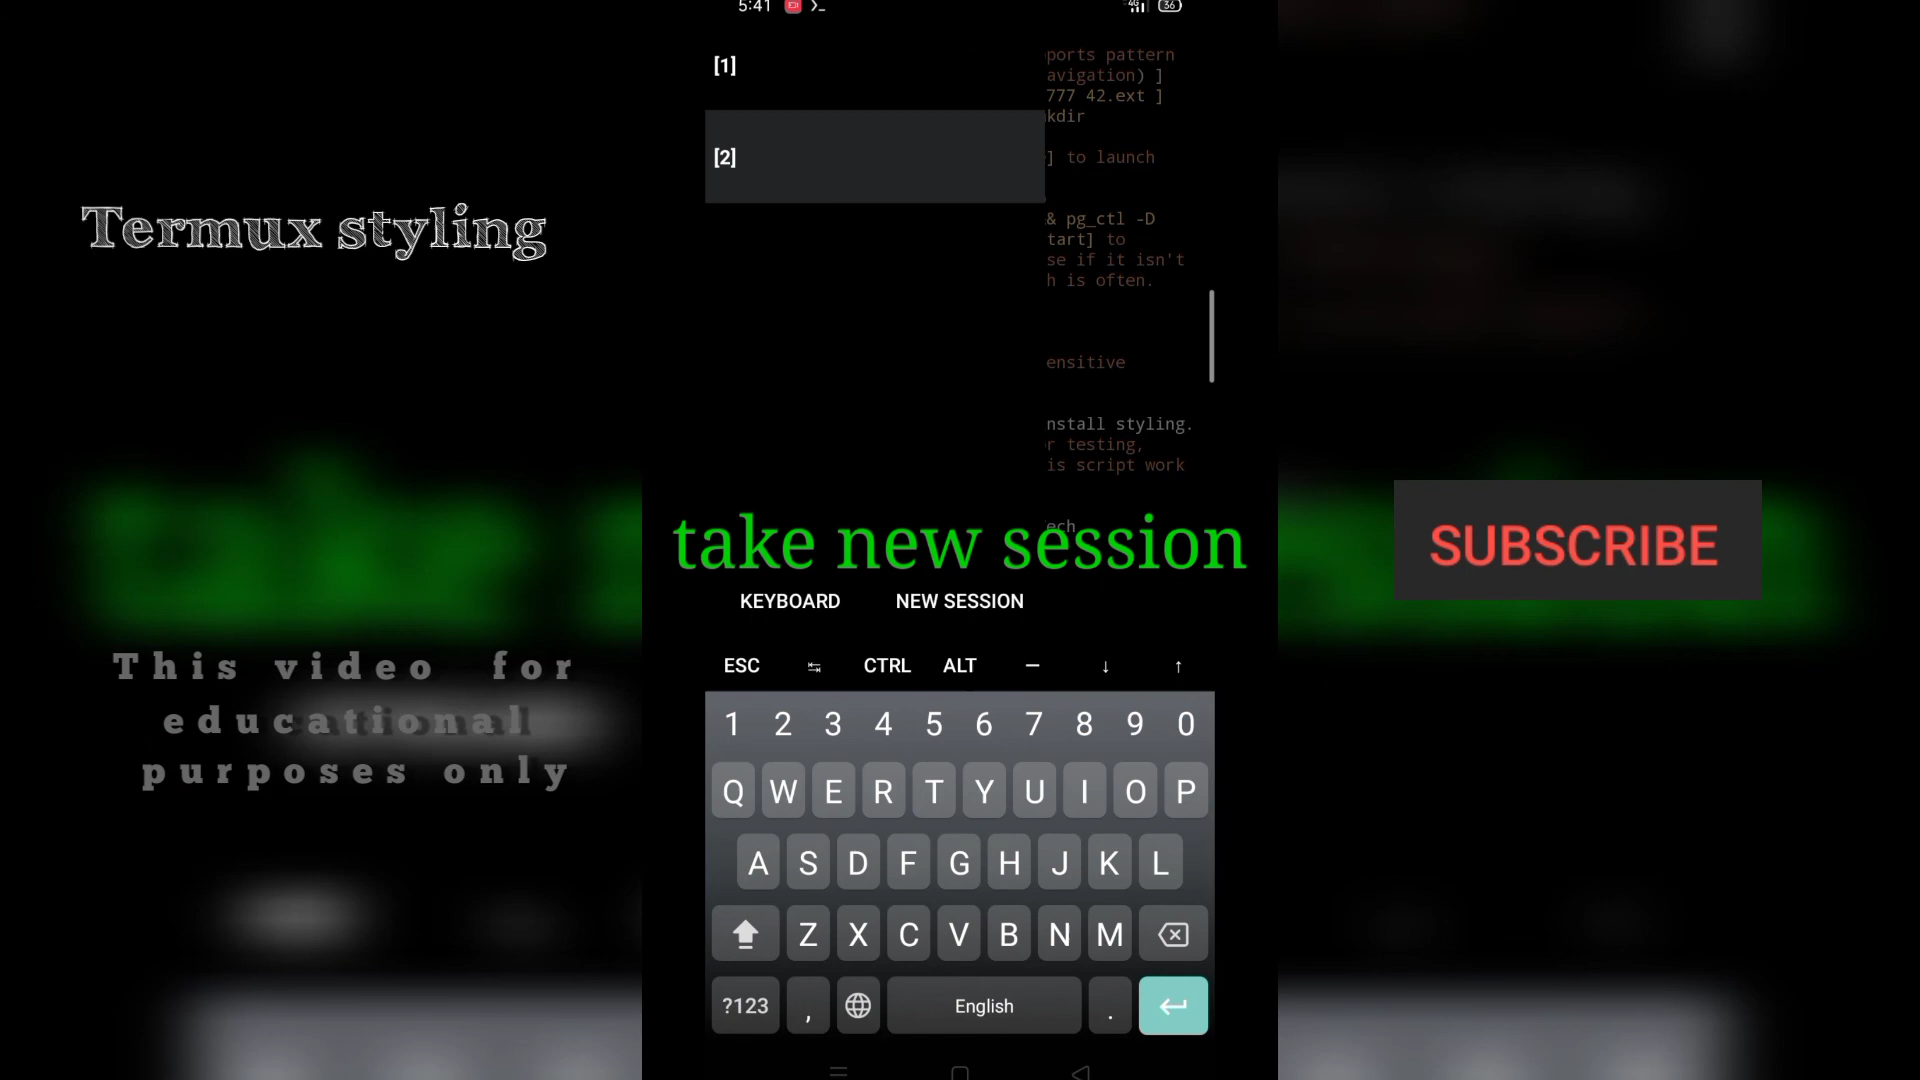 5:41
4G
36
[1]
[2]
ports pattern
avigation) ]
777 42.ext ]
kdir
] to launch
& pg_ctl -D
tart] to
se if it isn't
h is often.
ensitive
nstall styling.
r testing,
is script work
ech
Termux styling
take new session
SUBSCRIBE
This video for
educational
purposes only
KEYBOARD NEW SESSION
ESC ↹ CTRL ALT — ↓ ↑
1 2 3 4 5 6 7 8 9 0
Q W E R T Y U I O P
A S D F G H J K L
Z X C V B N M
?123 , English .